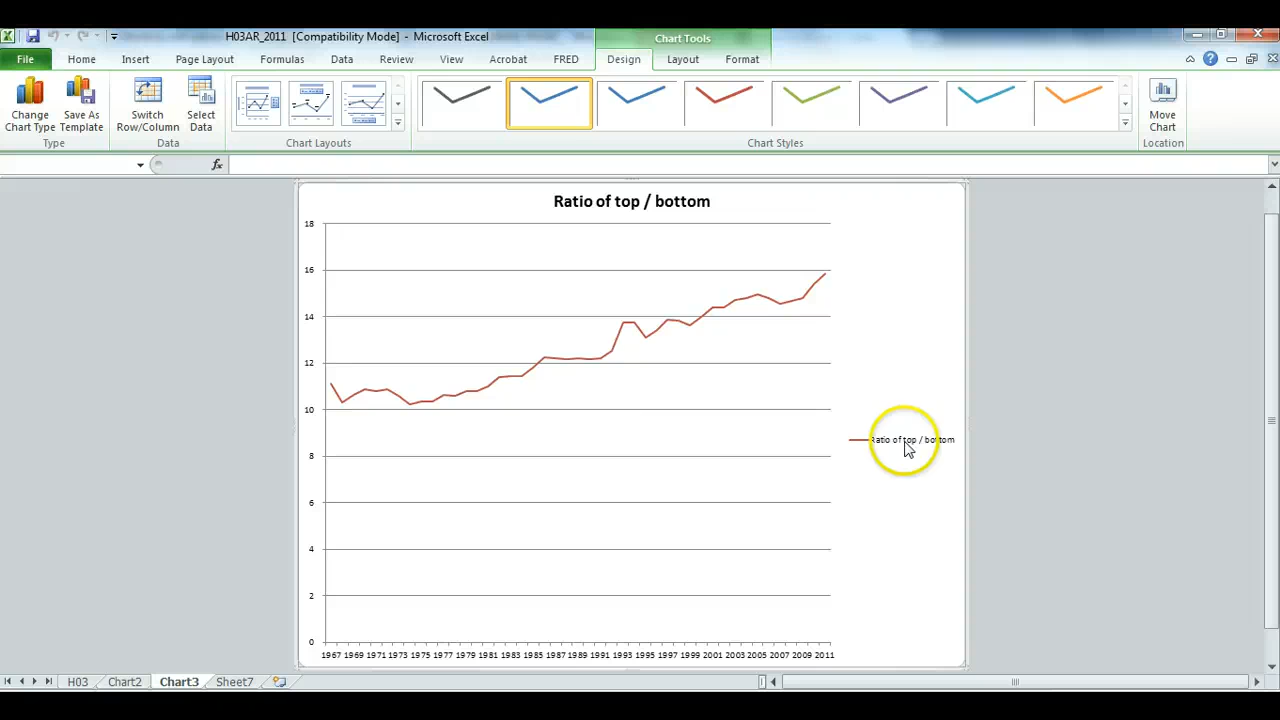 H03AR_2011 [Compatibility Mode] - Microsoft Excel
Chart Tools
File Home Insert Page Layout Formulas Data Review View Acrobat FRED Design Layout Format
Change Chart Type
Save As Template
Switch Row/Column
Select Data
Move Chart
Type Data Chart Layouts Chart Styles Location
fx
Ratio of top / bottom
18
16
14
12
10
8
6
4
2
0
Ratio of top / bottom
1967 1969 1971 1973 1975 1977 1979 1981 1983 1985 1987 1989 1991 1993 1995 1997 1999 2001 2003 2005 2007 2009 2011
H03 Chart2 Chart3 Sheet7